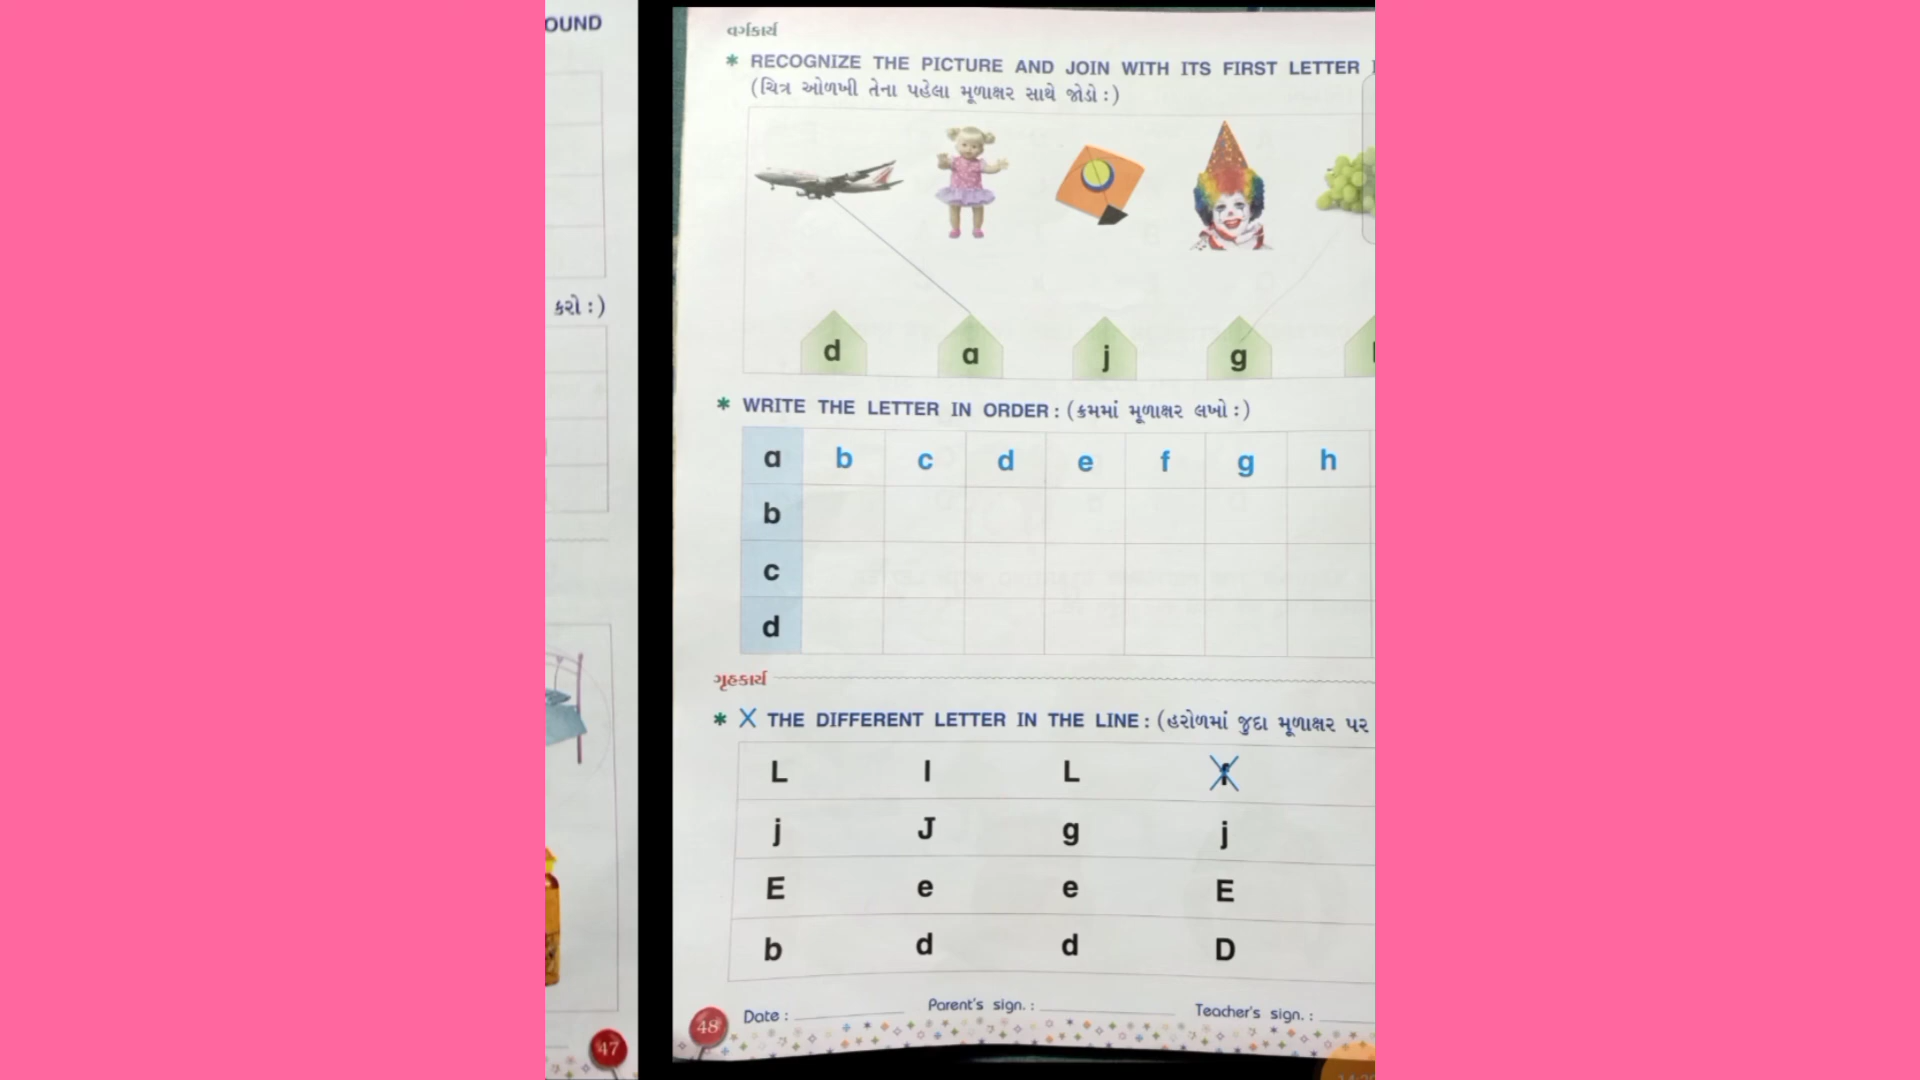 OUND
કરો :)
47
વર્ગકાર્ય
* RECOGNIZE THE PICTURE AND JOIN WITH ITS FIRST LETTER
(ચિત્ર ઓળખી તેના પહેલા મૂળાક્ષર સાથે જોડો :)
d a j g
* WRITE THE LETTER IN ORDER : (ક્રમમાં મૂળાક્ષર લખો :)
a b c d e f g h
b
c
d
ગૃહકાર્ય
* X THE DIFFERENT LETTER IN THE LINE : (હરોળમાં જુદા મૂળાક્ષર પર
L l L f
j J g j
E e e E
b d d D
48 Date : Parent's sign. : Teacher's sign. :